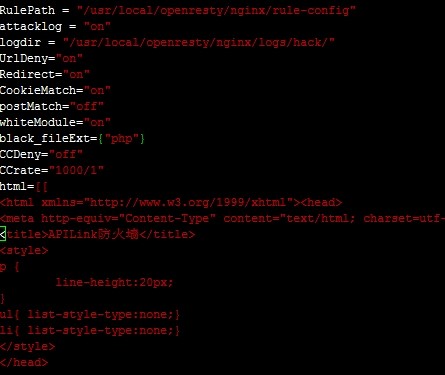 RulePath = "/usr/local/openresty/nginx/rule-config"
attacklog = "on"
logdir = "/usr/local/openresty/nginx/logs/hack/"
UrlDeny="on"
Redirect="on"
CookieMatch="on"
postMatch="off"
whiteModule="on"
black_fileExt={"php"}
CCDeny="off"
CCrate="1000/1"
html=[[
<html xmlns="http://www.w3.org/1999/xhtml"><head>
<meta http-equiv="Content-Type" content="text/html; charset=utf-
<title>APILink防火墙</title>
<style>
p {
        line-height:20px;
}
ul{ list-style-type:none;}
li{ list-style-type:none;}
</style>
</head>